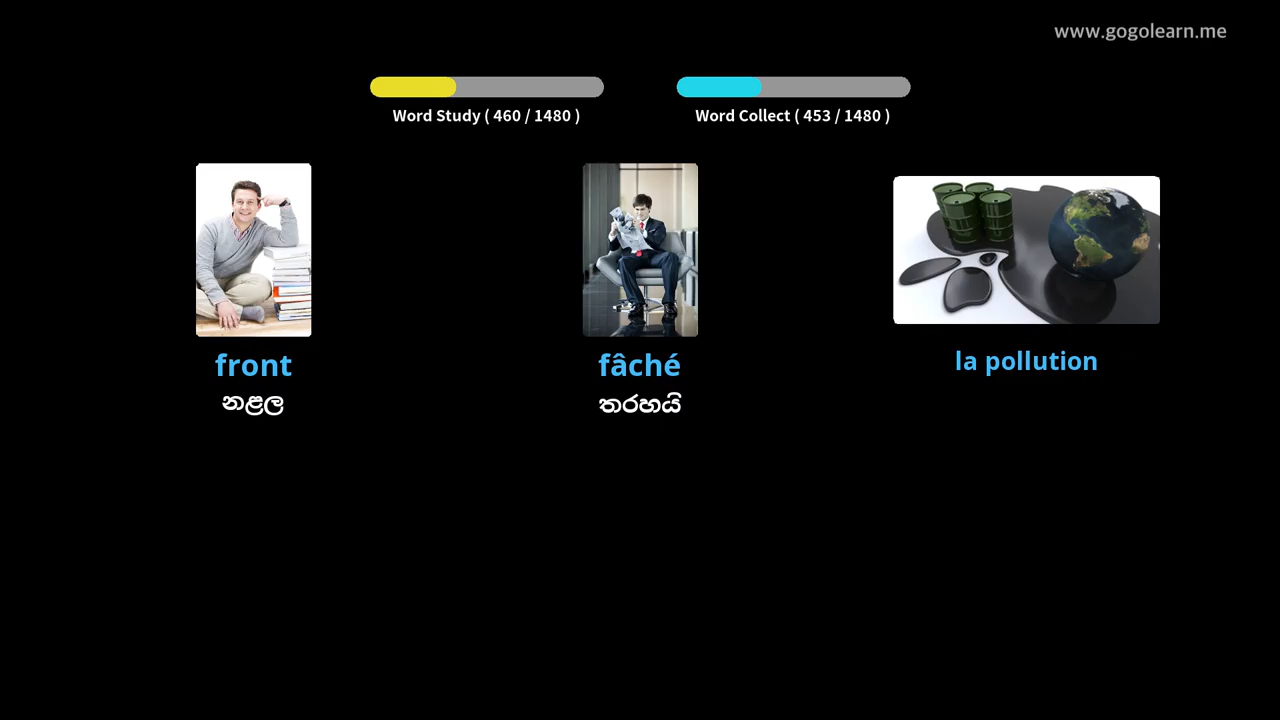 www.gogolearn.me
Word Study ( 460 / 1480 )
Word Collect ( 453 / 1480 )
front
නළල
fâché
තරහයි
la pollution